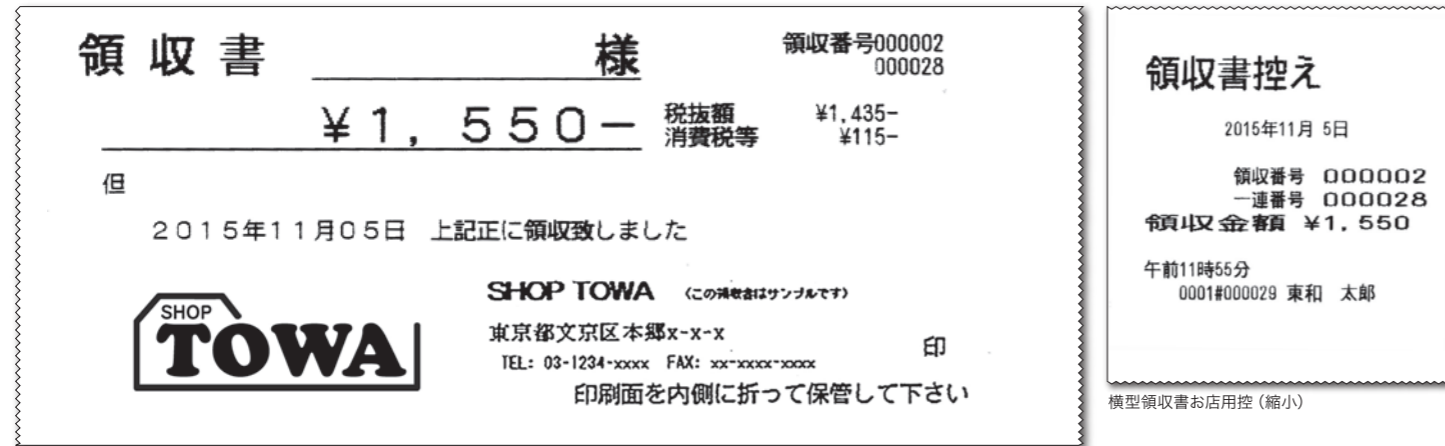 領収書 様
領収番号000002
000028
¥1,550-
税抜額 ¥1,435-
消費税等 ¥115-
但
2015年11月05日 上記正に領収致しました
SHOP
TOWA
SHOP TOWA (この領収書はサンプルです)
東京都文京区本郷x-x-x
TEL: 03-1234-xxxx FAX: xx-xxxx-xxxx
印
印刷面を内側に折って保管して下さい
領収書控え
2015年11月 5日
領収番号 000002
一連番号 000028
領収金額 ¥1,550
午前11時55分
0001#000029 東和 太郎
横型領収書お店用控(縮小)